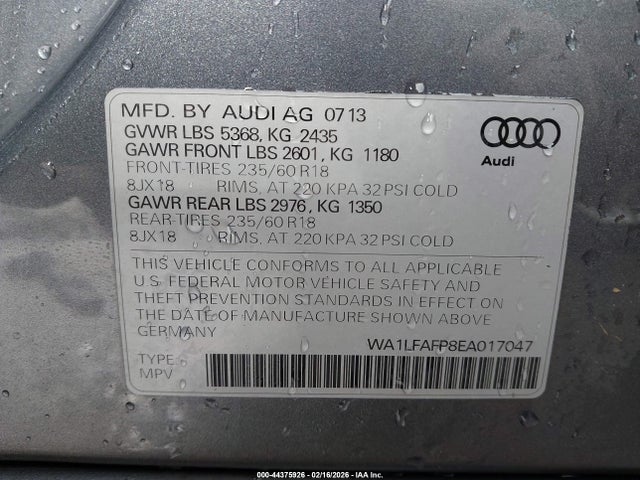 MFD. BY AUDI AG 07 13
GVWR LBS 5368, KG 2435
GAWR FRONT LBS 2601, KG 1180
FRONT-TIRES 235/60 R18
8JX18 RIMS, AT 220 KPA 32 PSI COLD
GAWR REAR LBS 2976, KG 1350
REAR-TIRES 235/60 R18
8JX18 RIMS, AT 220 KPA 32 PSI COLD
Audi
THIS VEHICLE CONFORMS TO ALL APPLICABLE
U.S. FEDERAL MOTOR VEHICLE SAFETY AND
THEFT PREVENTION STANDARDS IN EFFECT ON
THE DATE OF MANUFACTURE SHOWN ABOVE
GERMANY
WA1LFAFP8EA017047
TYPE:
MPV
000-44375926 - 02/16/2026 - IAA Inc.